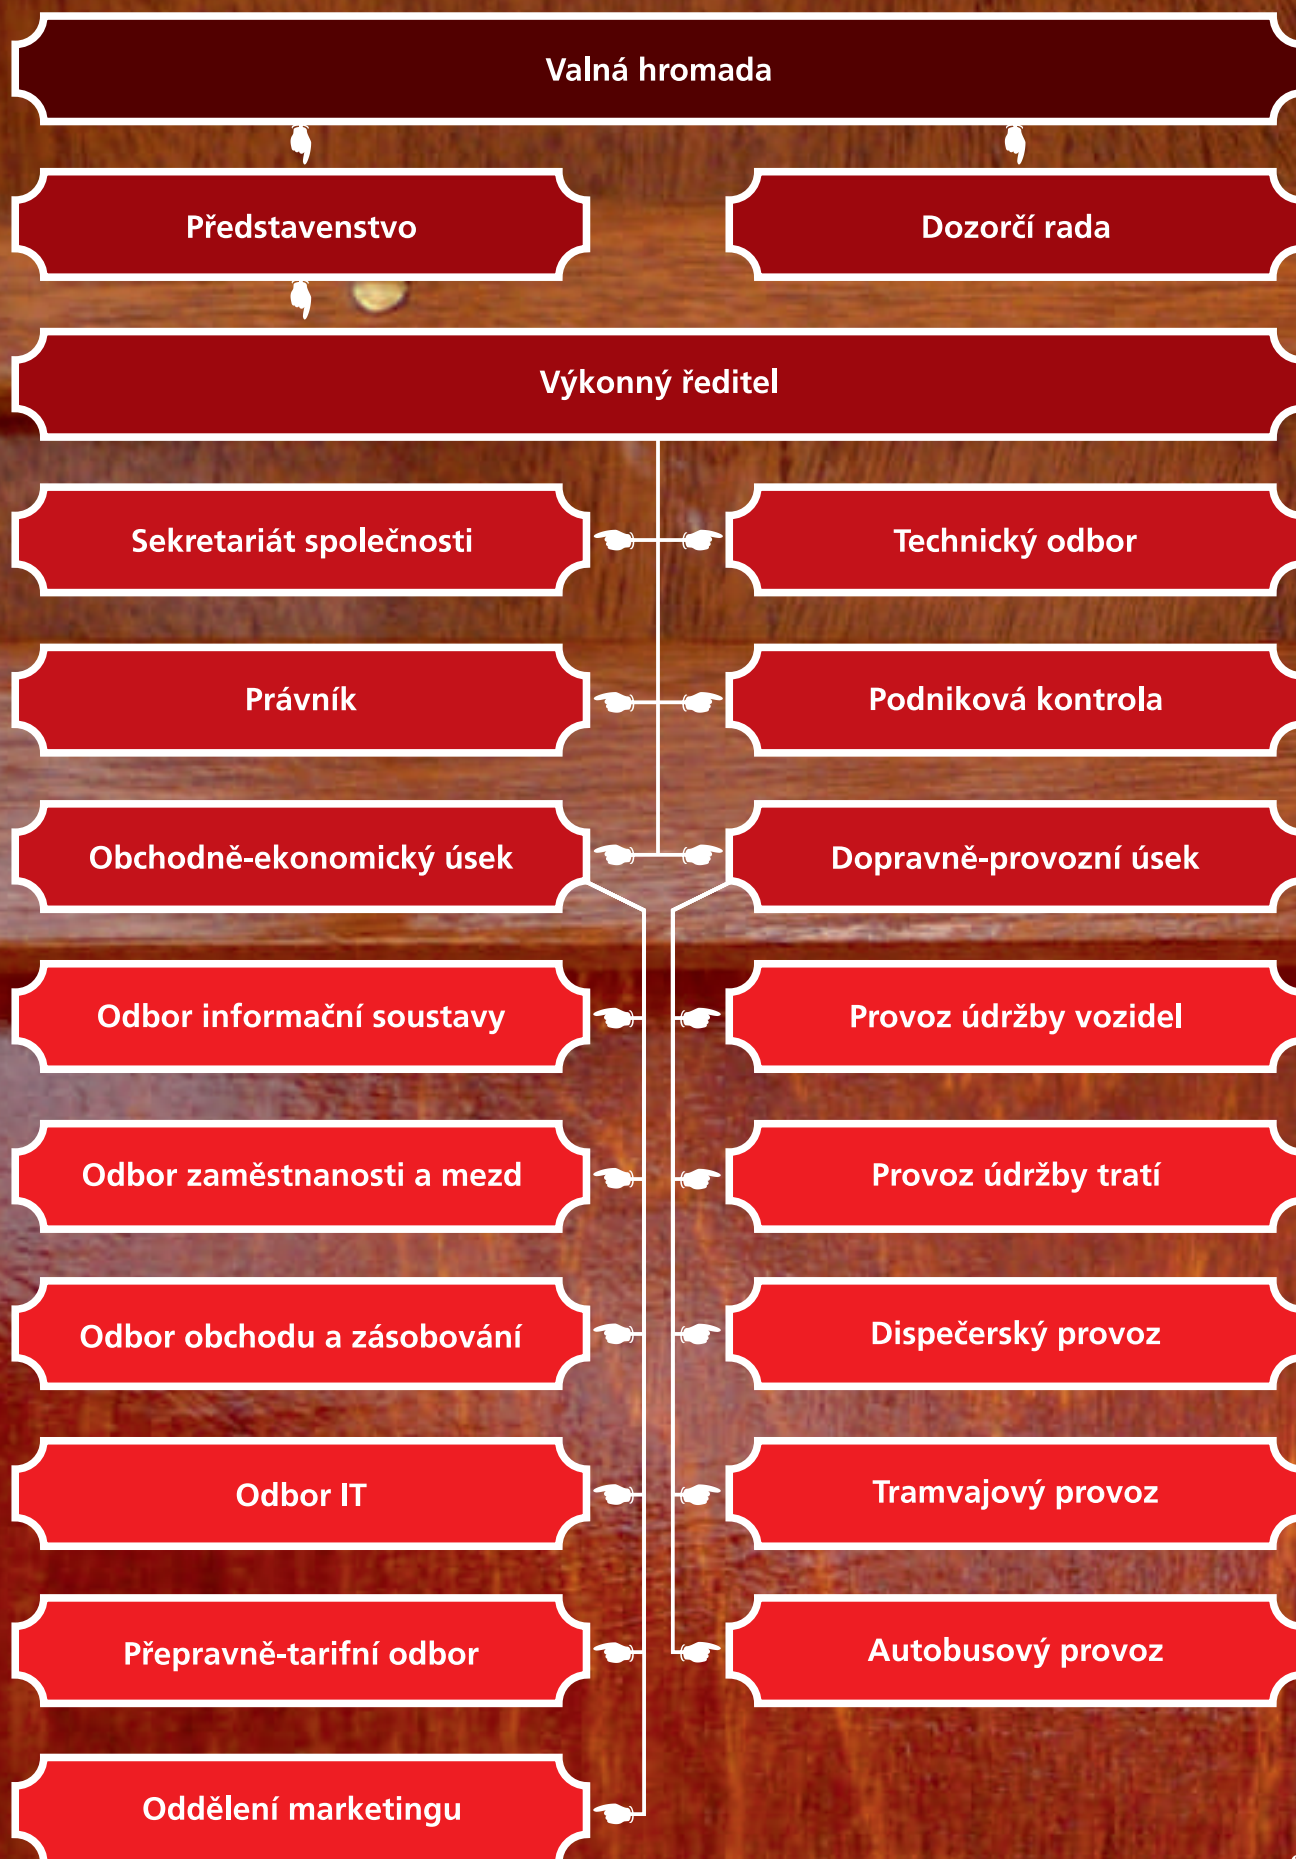 Valná hromada
Představenstvo
Dozorčí rada
Výkonný ředitel
Sekretariát společnosti
Technický odbor
Právník
Podniková kontrola
Obchodně-ekonomický úsek
Dopravně-provozní úsek
Odbor informační soustavy
Provoz údržby vozidel
Odbor zaměstnanosti a mezd
Provoz údržby tratí
Odbor obchodu a zásobování
Dispečerský provoz
Odbor IT
Tramvajový provoz
Přepravně-tarifní odbor
Autobusový provoz
Oddělení marketingu